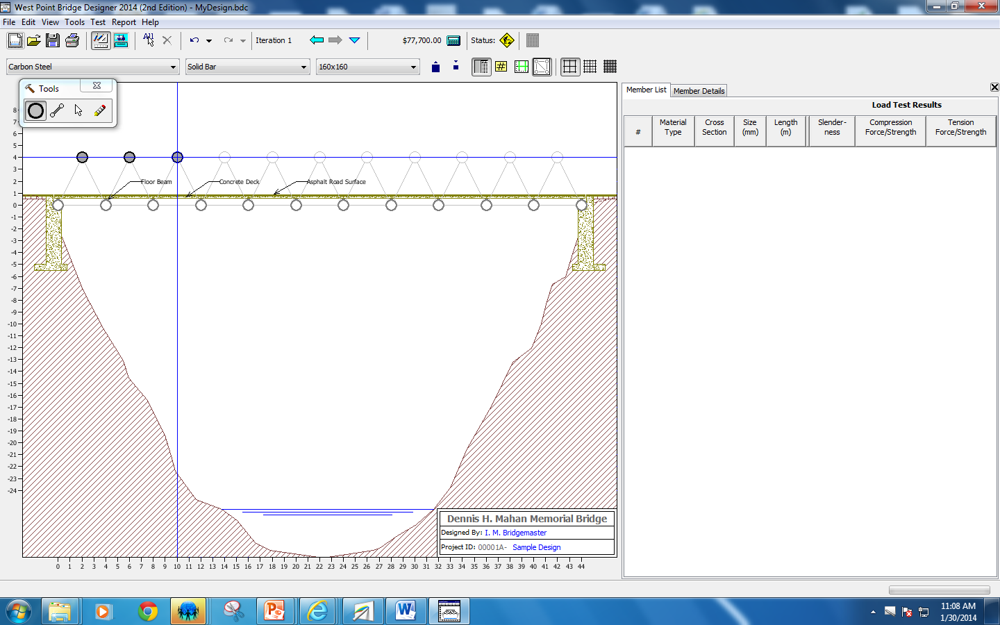 West Point Bridge Designer 2014 (2nd Edition) - MyDesign.bdc
File Edit View Tools Test Report Help
All Iteration 1 $77,700.00 Status:
Carbon Steel Solid Bar 160x160
Tools
Member List Member Details
Load Test Results
# Material Type Cross Section Size (mm) Length (m) Slender-ness Compression Force/Strength Tension Force/Strength
8
7
6
5
4
3
2
1
0
-1
-2
-3
-4
-5
-6
-7
-8
-9
-10
-11
-12
-13
-14
-15
-16
-17
-18
-19
-20
-21
-22
-23
-24
Floor Beam Concrete Deck Asphalt Road Surface
Dennis H. Mahan Memorial Bridge
Designed By: I. M. Bridgemaster
Project ID: 00001A- Sample Design
0 1 2 3 4 5 6 7 8 9 10 11 12 13 14 15 16 17 18 19 20 21 22 23 24 25 26 27 28 29 30 31 32 33 34 35 36 37 38 39 40 41 42 43 44
11:08 AM
1/30/2014